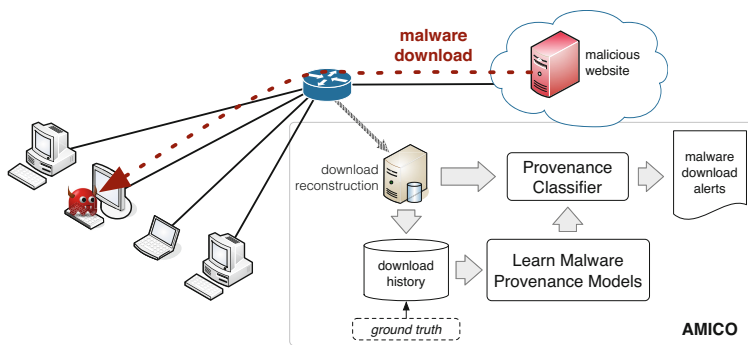 malware
download
malicious
website
download
reconstruction
Provenance
Classifier
malware
download
alerts
download
history
Learn Malware
Provenance Models
ground truth
AMICO